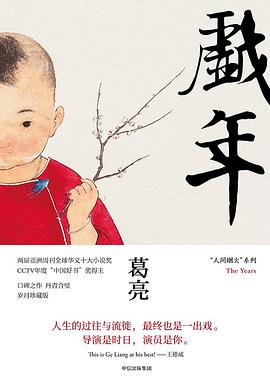 戲年
葛亮
两届亚洲周刊全球华文十大小说奖
CCTV年度“中国好书”奖得主
口碑之作 丹青合璧
岁月珍藏版
“人间烟火”系列
The Years
人生的过往与流徙，最终也是一出戏。
导演是时日，演员是你。
This is Ge Liang at his best! ——王德威
中信出版集团